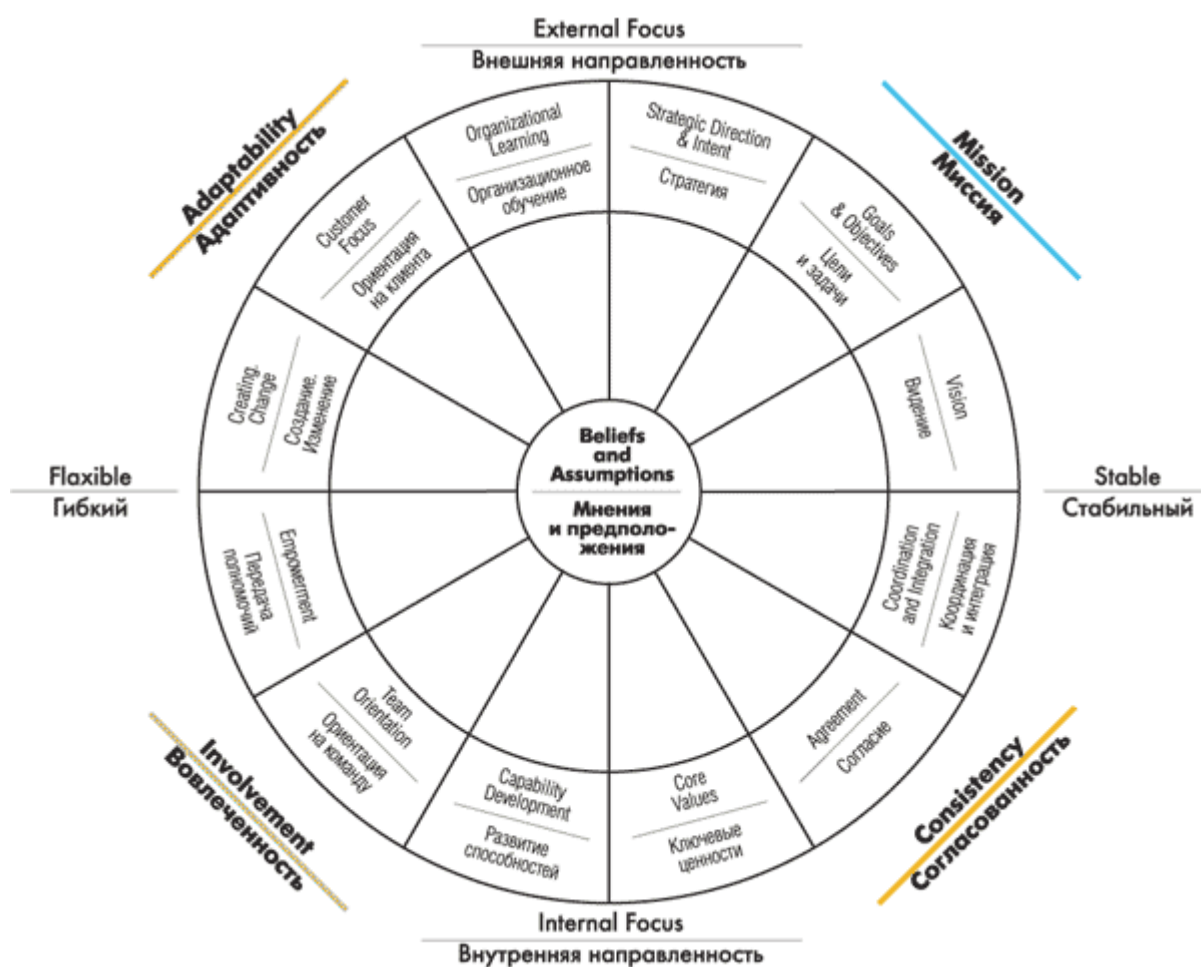 External Focus
Внешняя направленность
Adaptability
Адаптивность
Mission
Миссия
Organizational
Learning
Организационное
обучение
Strategic Direction
& Intent
Стратегия
Customer
Focus
Ориентация
на клиента
Goals
& Objectives
Цели
и задачи
Creating.
Change
Создание.
Изменение
Vision
Видение
Beliefs
and
Assumptions
Мнения
и предполо-
жения
Flaxible
Гибкий
Stable
Стабильный
Empowerment
Передача
полномочий
Coordination
and Integration
Координация
и интеграция
Team
Orientation
Ориентация
на команду
Agreement
Согласие
Capability
Development
Развитие
способностей
Core
Values
Ключевые
ценности
Involvement
Вовлеченность
Consistency
Согласованность
Internal Focus
Внутренняя направленность